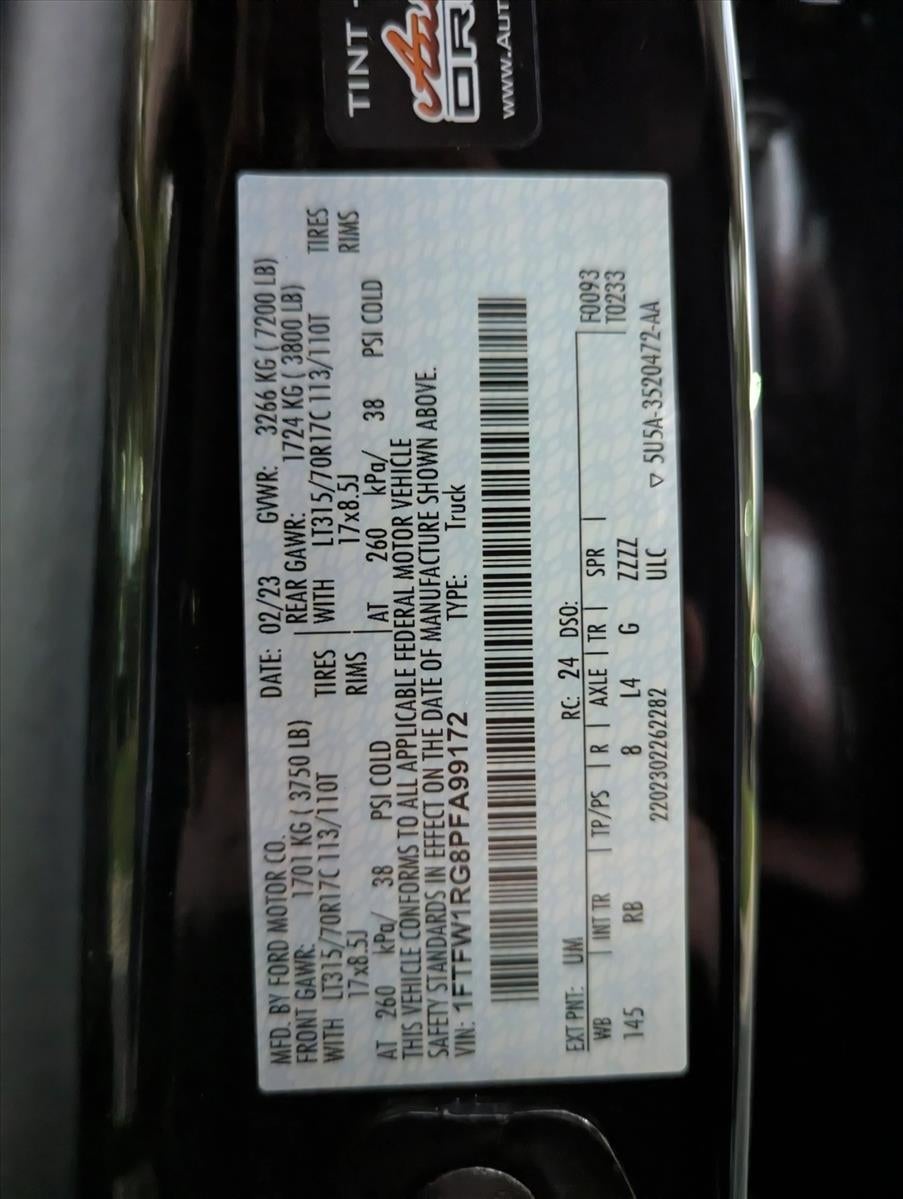 TINT
www.Aut
MFD. BY FORD MOTOR CO.
DATE: 02/23 GVWR: 3266 KG ( 7200 LB)
FRONT GAWR: 1701 KG ( 3750 LB)
REAR GAWR: 1724 KG ( 3800 LB)
WITH LT315/70R17C 113/110T TIRES
WITH LT315/70R17C 113/110T TIRES
17x8.5J RIMS
17x8.5J RIMS
AT 260 kPa/ 38 PSI COLD
AT 260 kPa/ 38 PSI COLD
THIS VEHICLE CONFORMS TO ALL APPLICABLE FEDERAL MOTOR VEHICLE
SAFETY STANDARDS IN EFFECT ON THE DATE OF MANUFACTURE SHOWN ABOVE.
VIN: 1FTFW1RG8PFA99172 TYPE: Truck
EXT PNT: UM RC: 24 DSO: F0093
WB INT TR TP/PS R AXLE TR SPR T0233
145 RB 8 L4 G ZZZZ
2202302262282 ULC ▽ 5U5A-3520472-AA